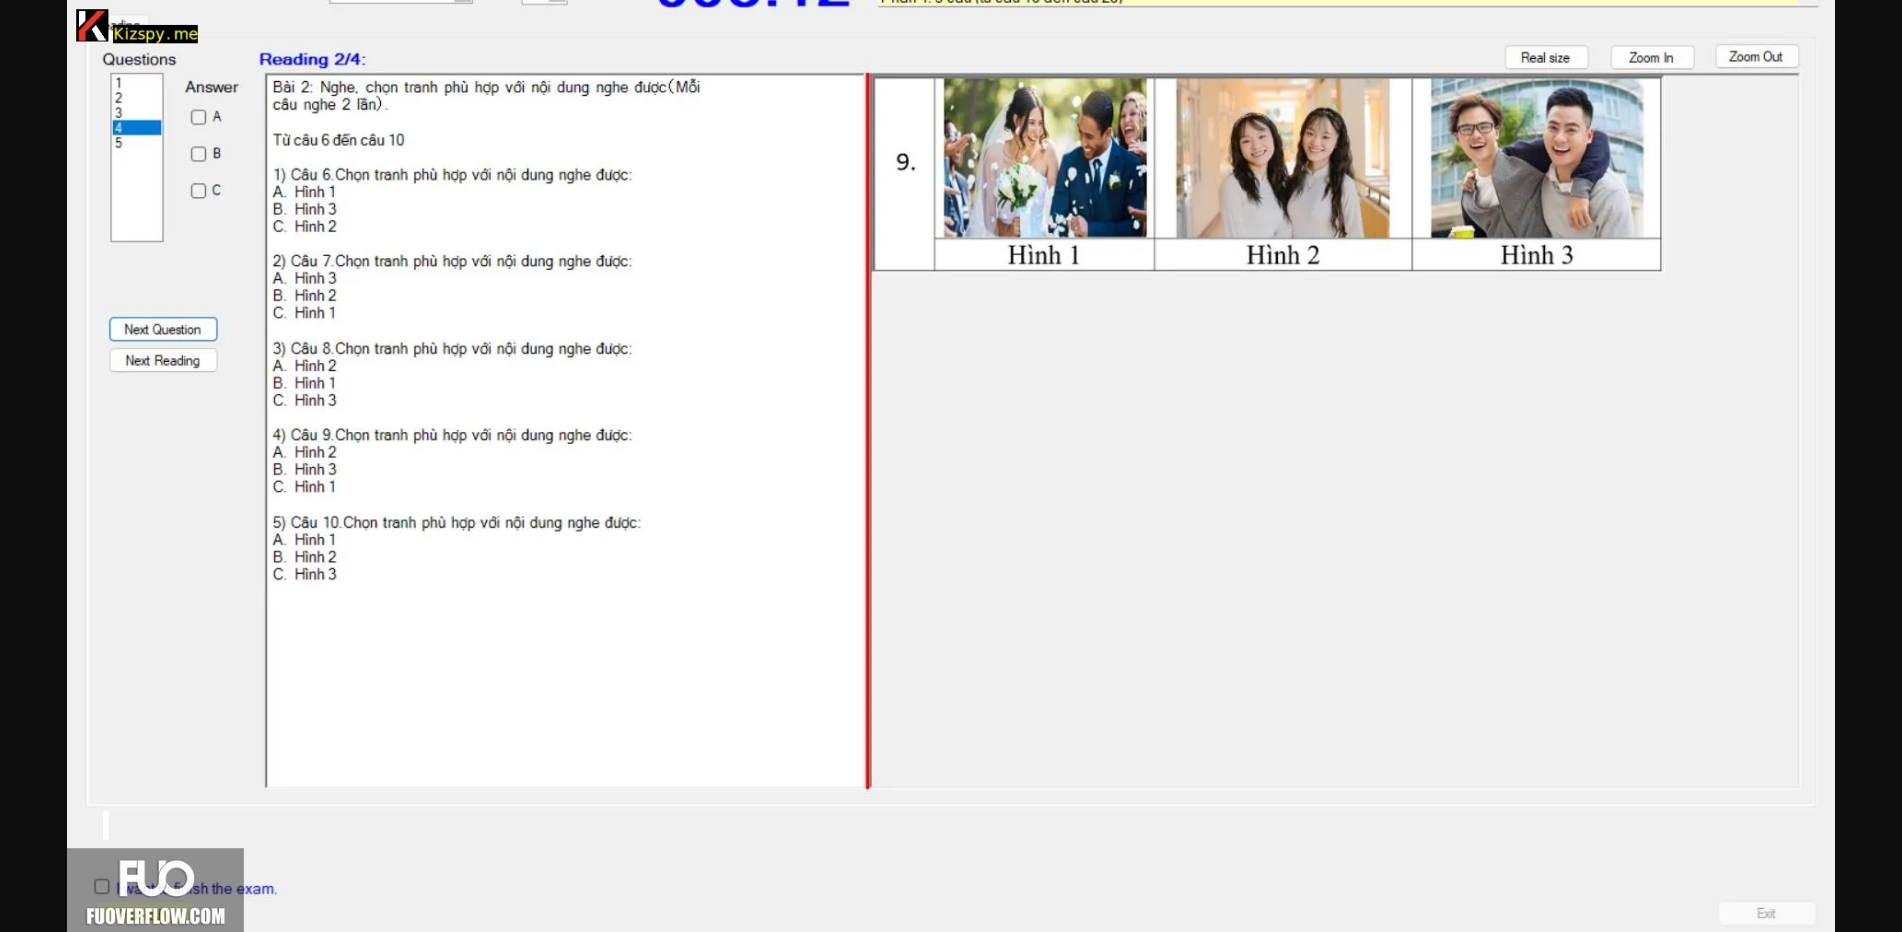 Kizspy.me
Questions
Reading 2/4:
Real size
Zoom In
Zoom Out
1
2
3
4
5
Answer
A
B
C
Next Question
Next Reading
Bài 2: Nghe, chọn tranh phù hợp với nội dung nghe được(Mỗi
câu nghe 2 lần).
Từ câu 6 đến câu 10
1) Câu 6.Chọn tranh phù hợp với nội dung nghe được:
A. Hình 1
B. Hình 3
C. Hình 2
2) Câu 7.Chọn tranh phù hợp với nội dung nghe được:
A. Hình 3
B. Hình 2
C. Hình 1
3) Câu 8.Chọn tranh phù hợp với nội dung nghe được:
A. Hình 2
B. Hình 1
C. Hình 3
4) Câu 9.Chọn tranh phù hợp với nội dung nghe được:
A. Hình 2
B. Hình 3
C. Hình 1
5) Câu 10.Chọn tranh phù hợp với nội dung nghe được:
A. Hình 1
B. Hình 2
C. Hình 3
9.
Hình 1
Hình 2
Hình 3
FUO
the exam.
FUOVERFLOW.COM
Exit